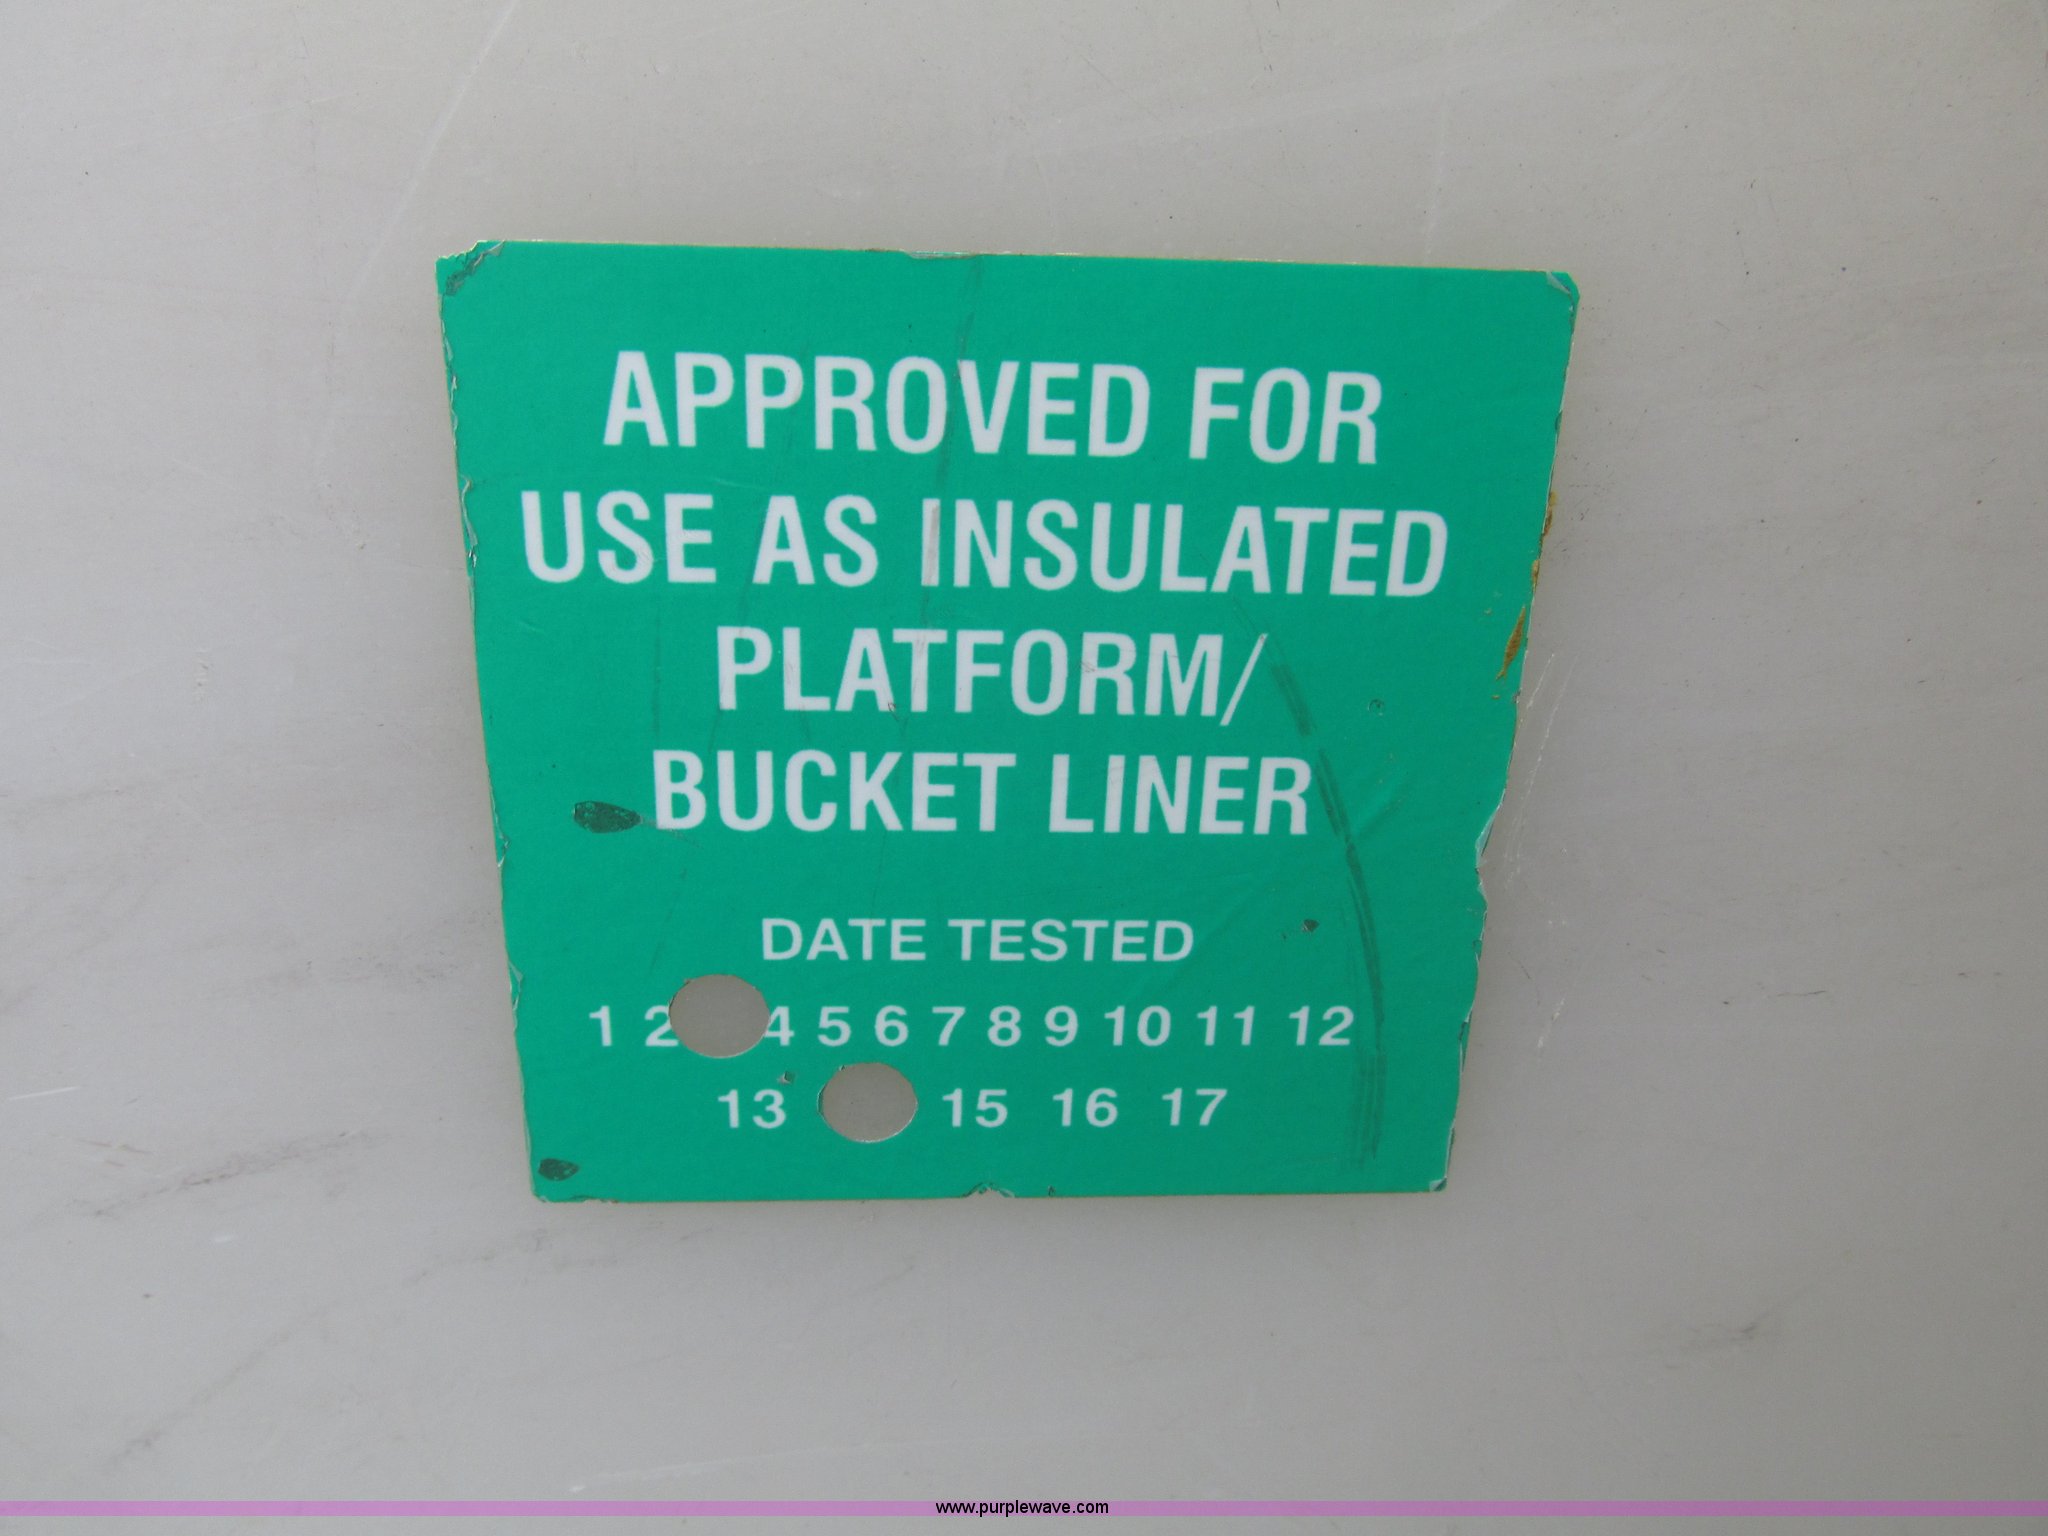 APPROVED FOR
USE AS INSULATED
PLATFORM/
BUCKET LINER
DATE TESTED
1 2 4 5 6 7 8 9 10 11 12
13 15 16 17
www.purplewave.com